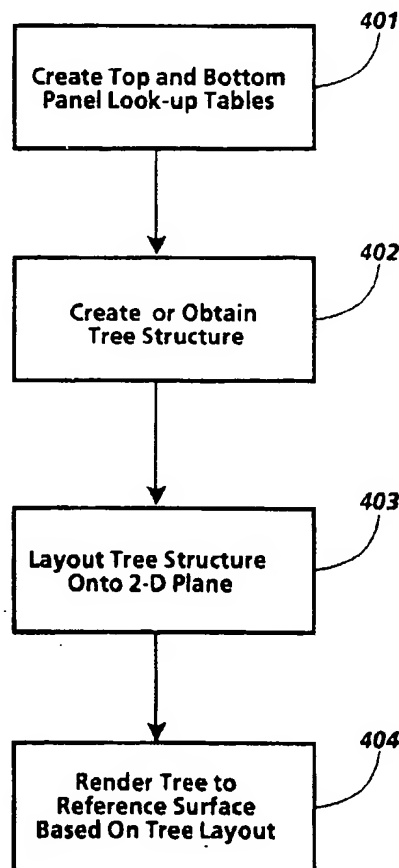 401
Create Top and Bottom
Panel Look-up Tables
402
Create or Obtain
Tree Structure
403
Layout Tree Structure
Onto 2-D Plane
404
Render Tree to
Reference Surface
Based On Tree Layout